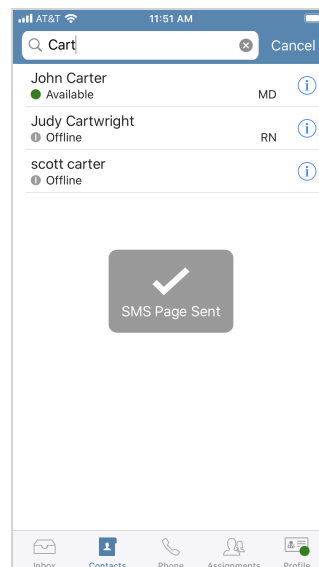 AT&T 11:51 AM
Cart Cancel
John Carter
Available MD
Judy Cartwright
Offline RN
scott carter
Offline
SMS Page Sent
Inbox Contacts Phone Assignments Profile